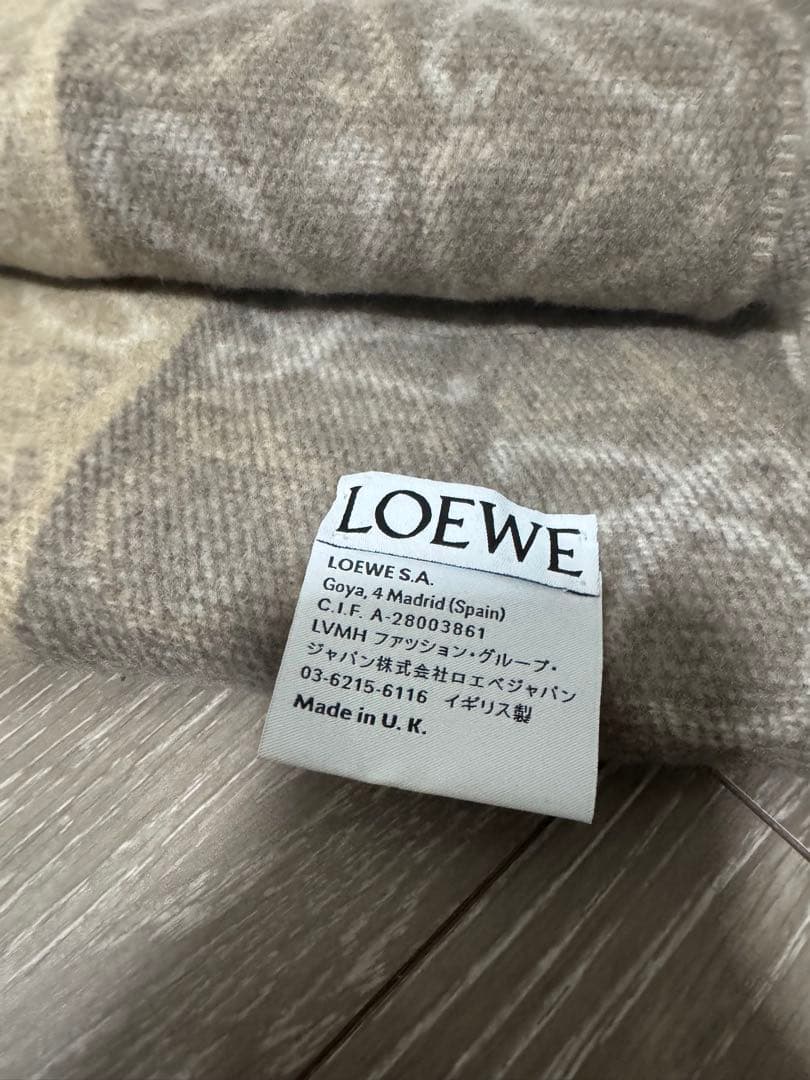 LOEWE
LOEWE S.A.
Goya, 4 Madrid (Spain)
C.I.F. A-28003861
LVMH ファッション・グループ・
ジャパン株式会社ロエベジャパン
03-6215-6116 イギリス製
Made in U. K.